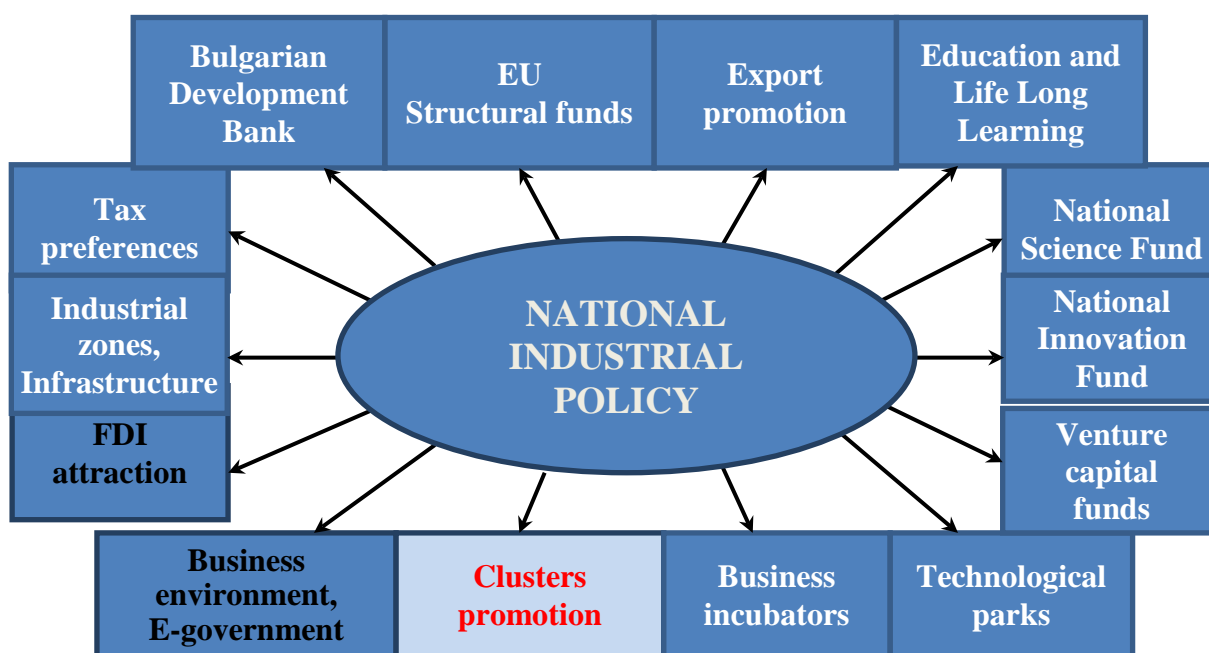 Bulgarian
Development
Bank
EU
Structural funds
Export
promotion
Education and
Life Long
Learning
Tax
preferences
National
Science Fund
Industrial
zones,
Infrastructure
NATIONAL
INDUSTRIAL
POLICY
National
Innovation
Fund
FDI
attraction
Venture
capital
funds
Business
environment,
E-government
Clusters
promotion
Business
incubators
Technological
parks